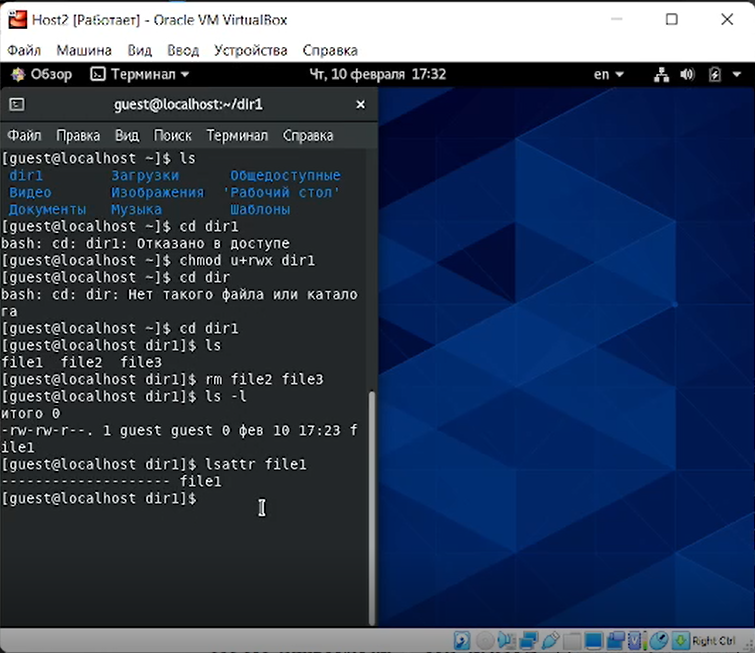 Host2 [Работает] - Oracle VM VirtualBox
Файл Машина Вид Ввод Устройства Справка
Обзор Терминал Чт, 10 февраля 17:32 en
guest@localhost:~/dir1
Файл Правка Вид Поиск Терминал Справка
[guest@localhost ~]$ ls
dir1 Загрузки Общедоступные
Видео Изображения 'Рабочий стол'
Документы Музыка Шаблоны
[guest@localhost ~]$ cd dir1
bash: cd: dir1: Отказано в доступе
[guest@localhost ~]$ chmod u+rwx dir1
[guest@localhost ~]$ cd dir
bash: cd: dir: Нет такого файла или катало
га
[guest@localhost ~]$ cd dir1
[guest@localhost dir1]$ ls
file1 file2 file3
[guest@localhost dir1]$ rm file2 file3
[guest@localhost dir1]$ ls -l
итого 0
-rw-rw-r--. 1 guest guest 0 фев 10 17:23 f
ile1
[guest@localhost dir1]$ lsattr file1
-------------------- file1
[guest@localhost dir1]$
Right Ctrl